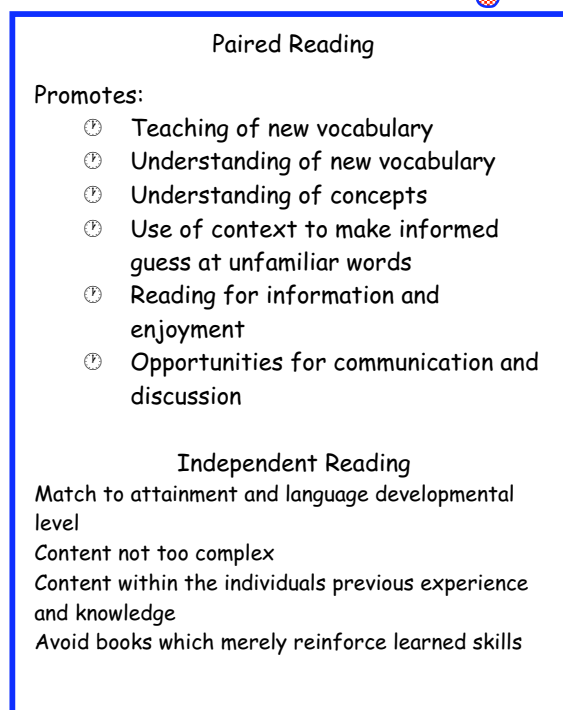 Paired Reading
Promotes:
Teaching of new vocabulary
Understanding of new vocabulary
Understanding of concepts
Use of context to make informed
guess at unfamiliar words
Reading for information and
enjoyment
Opportunities for communication and
discussion
Independent Reading
Match to attainment and language developmental
level
Content not too complex
Content within the individuals previous experience
and knowledge
Avoid books which merely reinforce learned skills